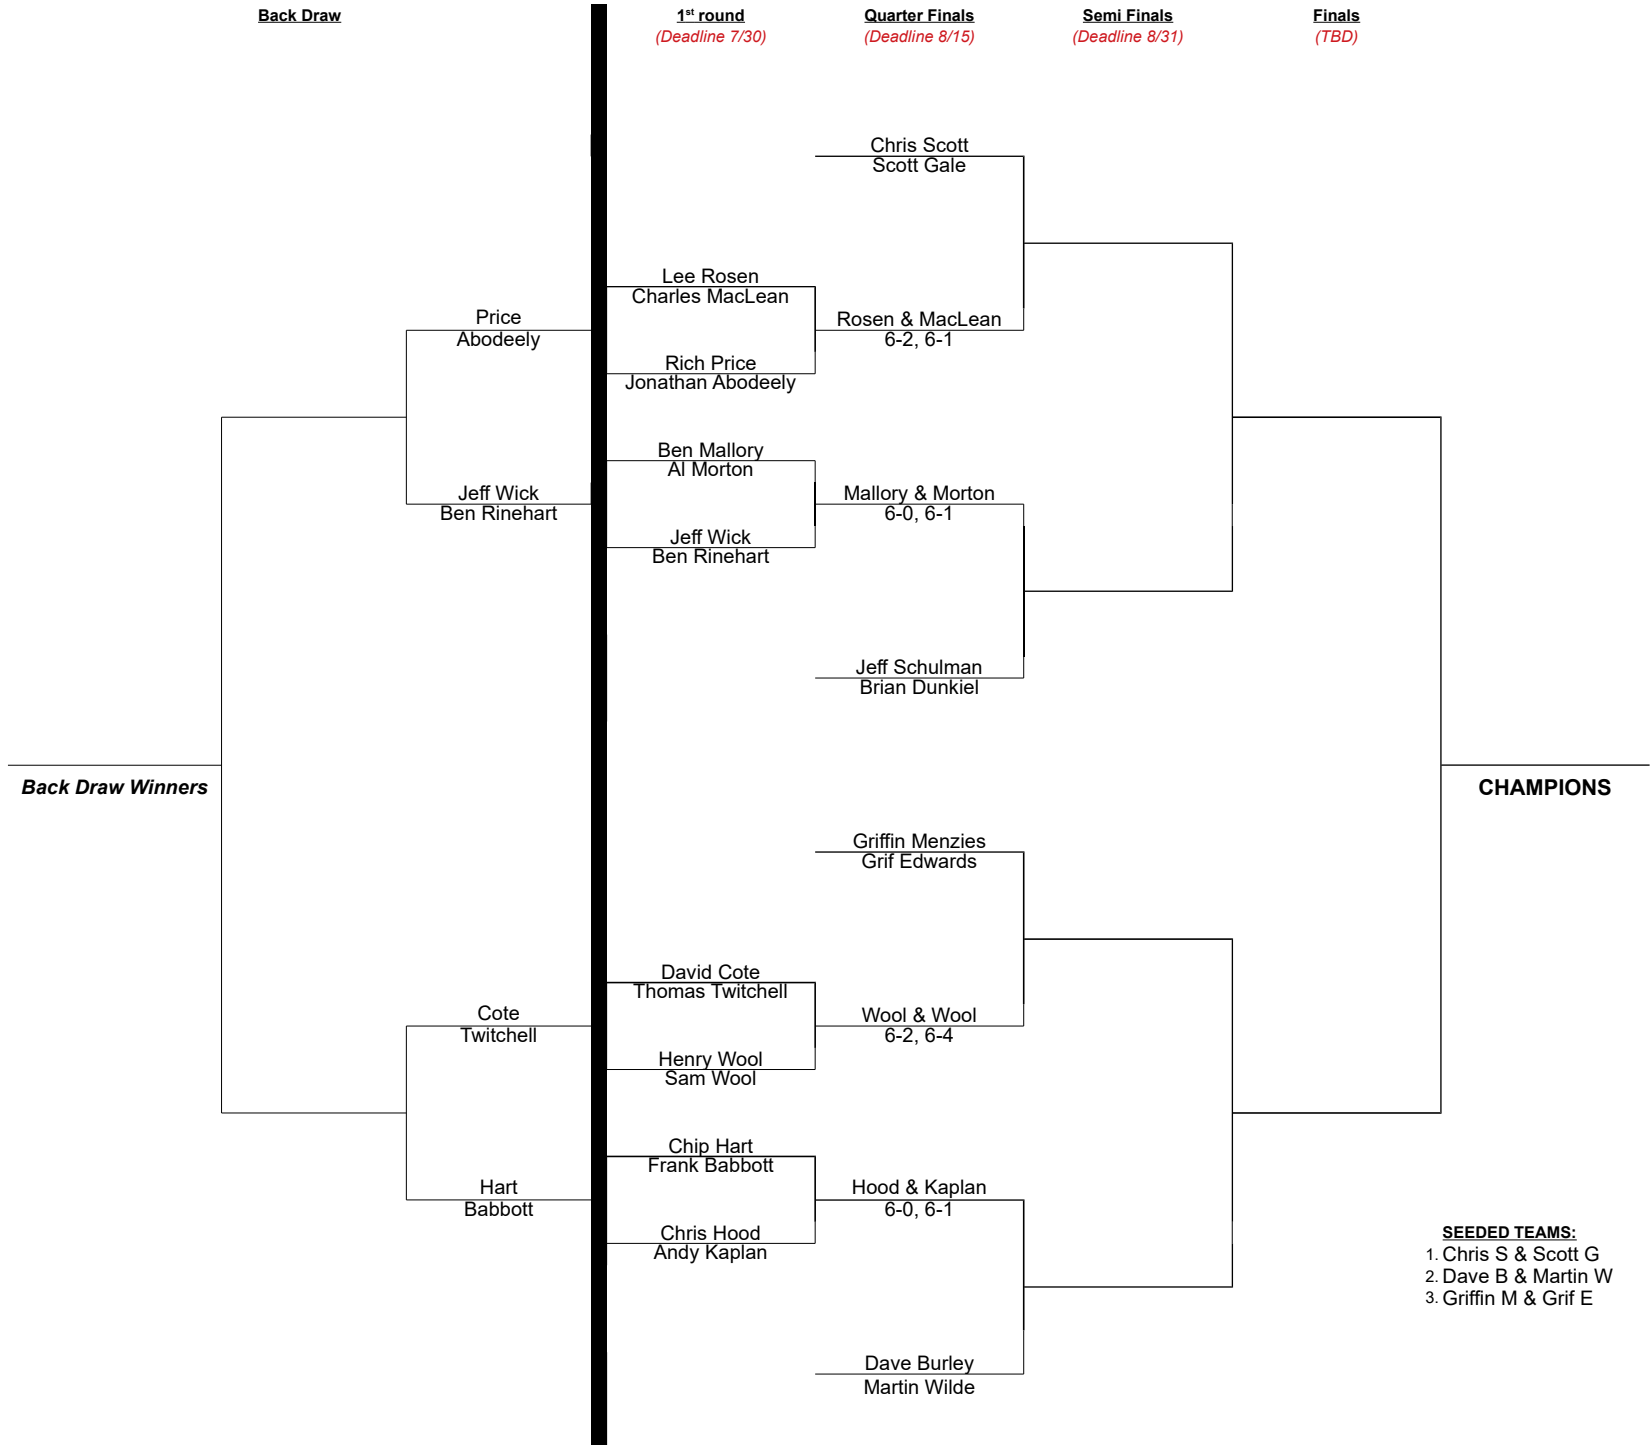 Back Draw
1st round
Quarter Finals
Semi Finals
Finals
(Deadline 7/30)
(Deadline 8/15)
(Deadline 8/31)
(TBD)
Chris Scott
Scott Gale
Lee Rosen
Charles MacLean
Price
Abodeely
Rosen & MacLean
6-2, 6-1
Rich Price
Jonathan Abodeely
Ben Mallory
Al Morton
Jeff Wick
Ben Rinehart
Mallory & Morton
6-0, 6-1
Jeff Wick
Ben Rinehart
Jeff Schulman
Brian Dunkiel
Back Draw Winners
CHAMPIONS
Griffin Menzies
Grif Edwards
David Cote
Thomas Twitchell
Cote
Twitchell
Wool & Wool
6-2, 6-4
Henry Wool
Sam Wool
Chip Hart
Frank Babbott
Hart
Babbott
Hood & Kaplan
6-0, 6-1
Chris Hood
Andy Kaplan
SEEDED TEAMS:
1. Chris S & Scott G
2. Dave B & Martin W
3. Griffin M & Grif E
Dave Burley
Martin Wilde